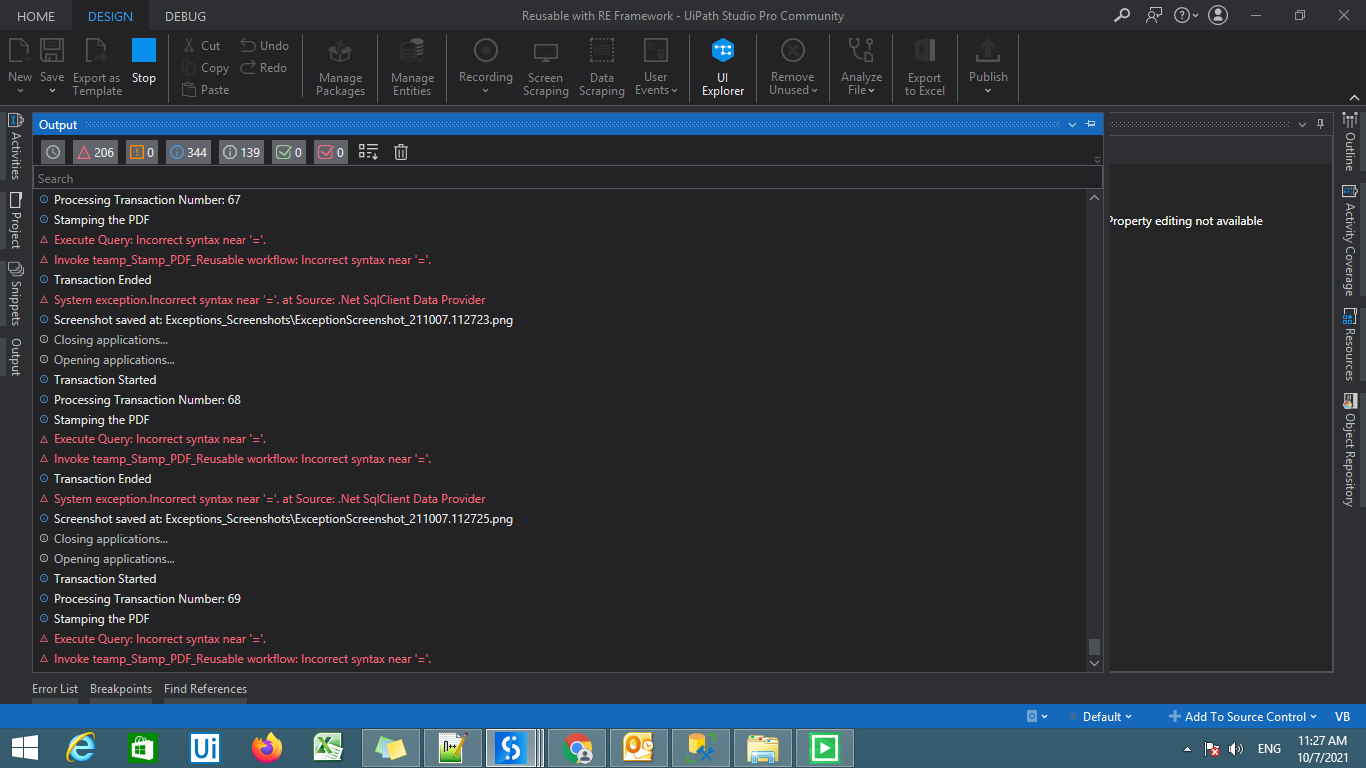 HOME DESIGN DEBUG Reusable with RE Framework - UiPath Studio Pro Community
New Save Export as Template Stop
Cut Undo
Copy Redo
Paste
Manage Packages
Manage Entities
Recording
Screen Scraping
Data Scraping
User Events
UI Explorer
Remove Unused
Analyze File
Export to Excel
Publish
Output
206 0 344 139 0 0
Search
Processing Transaction Number: 67
Stamping the PDF
Execute Query: Incorrect syntax near '='.
Invoke teamp_Stamp_PDF_Reusable workflow: Incorrect syntax near '='.
Transaction Ended
System exception.Incorrect syntax near '='. at Source: .Net SqlClient Data Provider
Screenshot saved at: Exceptions_Screenshots\ExceptionScreenshot_211007.112723.png
Closing applications...
Opening applications...
Transaction Started
Processing Transaction Number: 68
Stamping the PDF
Execute Query: Incorrect syntax near '='.
Invoke teamp_Stamp_PDF_Reusable workflow: Incorrect syntax near '='.
Transaction Ended
System exception.Incorrect syntax near '='. at Source: .Net SqlClient Data Provider
Screenshot saved at: Exceptions_Screenshots\ExceptionScreenshot_211007.112725.png
Closing applications...
Opening applications...
Transaction Started
Processing Transaction Number: 69
Stamping the PDF
Execute Query: Incorrect syntax near '='.
Invoke teamp_Stamp_PDF_Reusable workflow: Incorrect syntax near '='.
Activities
Project
Snippets
Output
Property editing not available
Outline
Activity Coverage
Resources
Object Repository
Error List Breakpoints Find References
Default Add To Source Control VB
Ui
n++
ENG
11:27 AM
10/7/2021